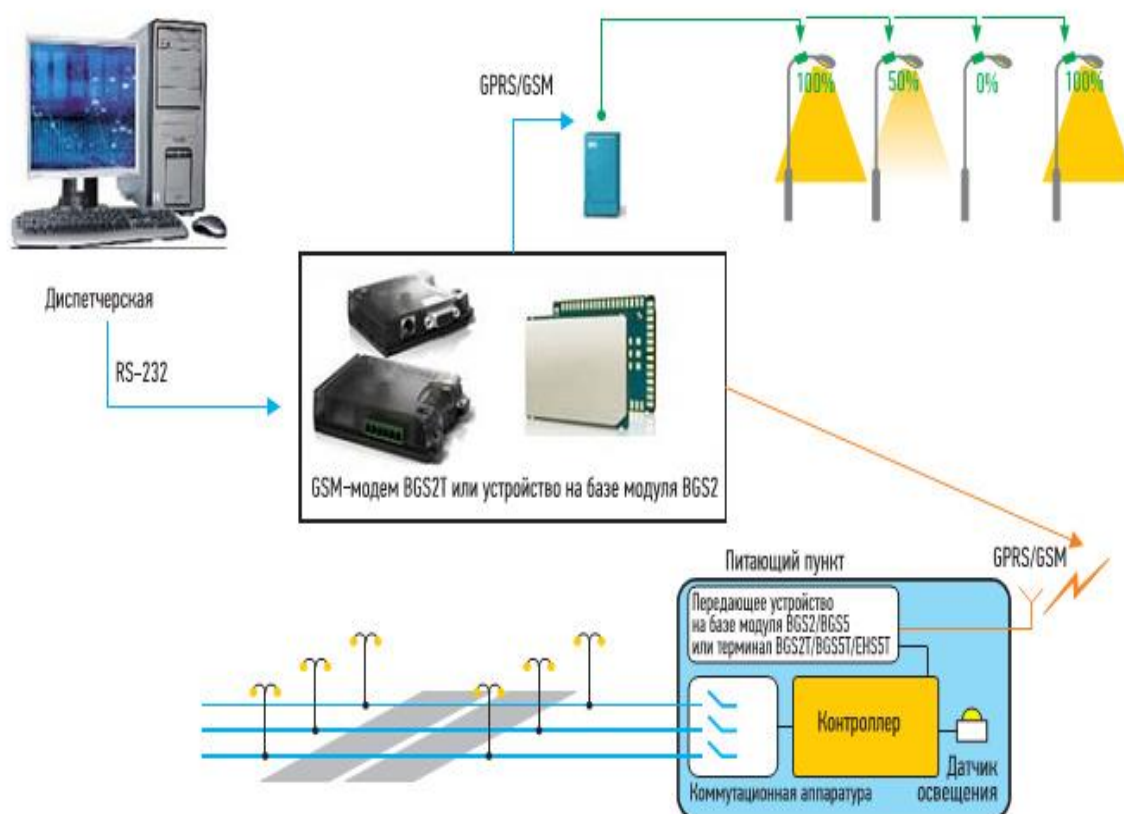 GPRS/GSM
100%
50%
0%
100%
Диспетчерская
RS-232
GSM-модем BGS2T или устройство на базе модуля BGS2
Питающий пункт
GPRS/GSM
Передающее устройство
на базе модуля BGS2/BGS5
или терминал BGS2T/BGS5T/EHS5T
Контроллер
Коммутационная аппаратура
Датчик
освещения